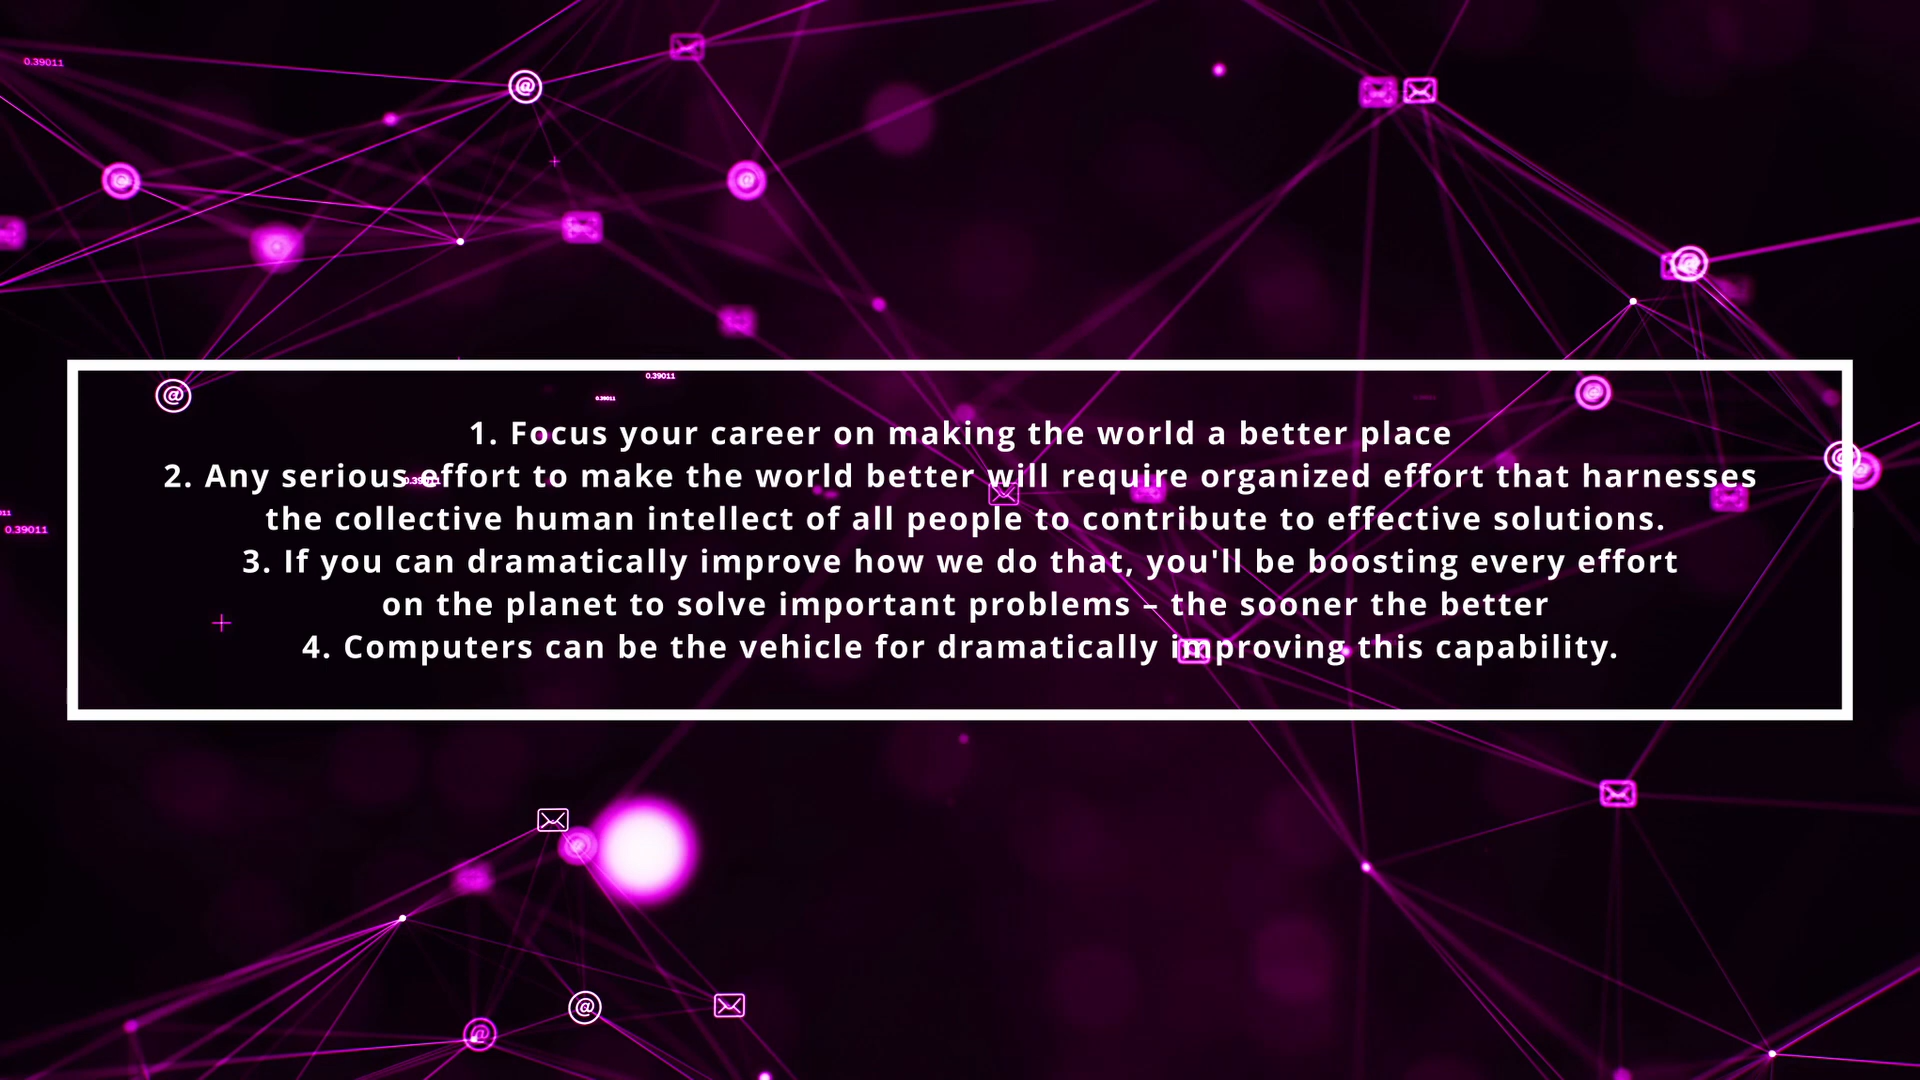 0.39011
0.39011
0.39011
1. Focus your career on making the world a better place
2. Any serious effort to make the world better will require organized effort that harnesses
0.39011
the collective human intellect of all people to contribute to effective solutions.
0.39011
3. If you can dramatically improve how we do that, you'll be boosting every effort
on the planet to solve important problems – the sooner the better
4. Computers can be the vehicle for dramatically improving this capability.